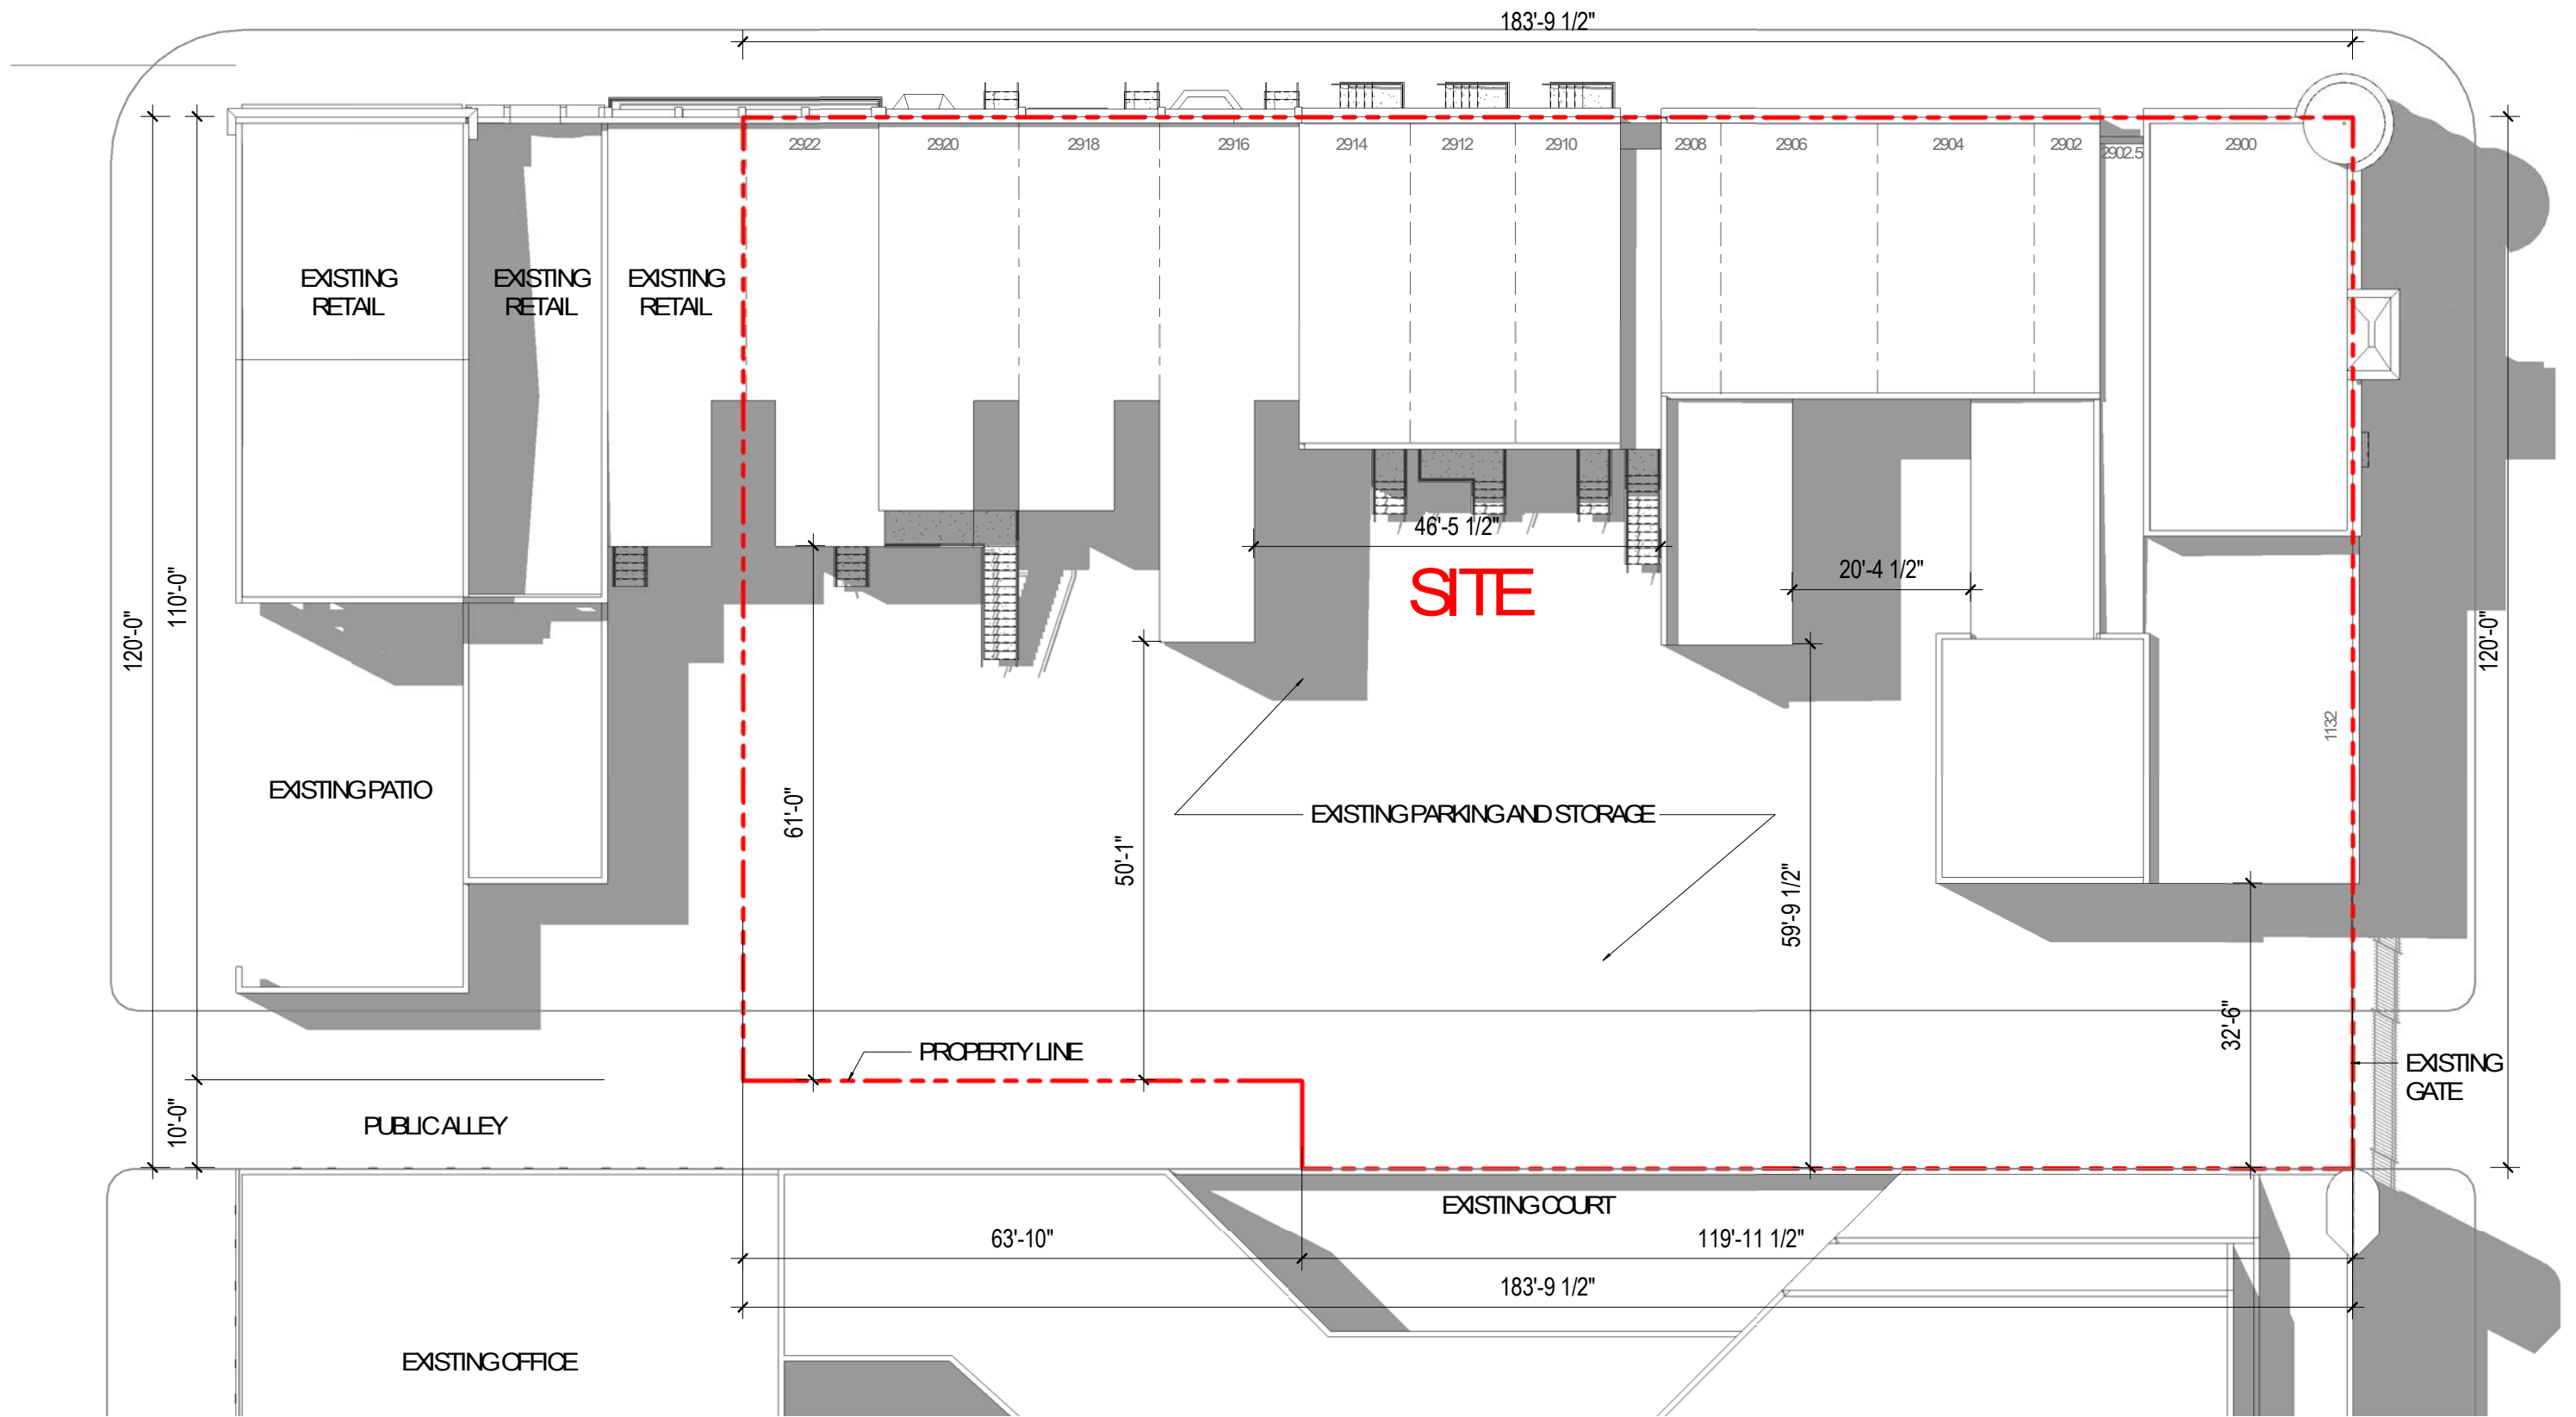 183'-9 1/2"
2922
2920
2918
2916
2914
2912
2910
2908
2906
2904
2902
2902.5
2900
EXISTING
RETAIL
EXISTING
RETAIL
EXISTING
RETAIL
46'-5 1/2"
SITE
20'-4 1/2"
120'-0"
110'-0"
120'-0"
1132
EXISTING PATIO
61'-0"
50'-1"
EXISTING PARKING AND STORAGE
59'-9 1/2"
32'-6"
PROPERTY LINE
EXISTING
GATE
10'-0"
PUBLIC ALLEY
EXISTING COURT
63'-10"
119'-11 1/2"
183'-9 1/2"
EXISTING OFFICE